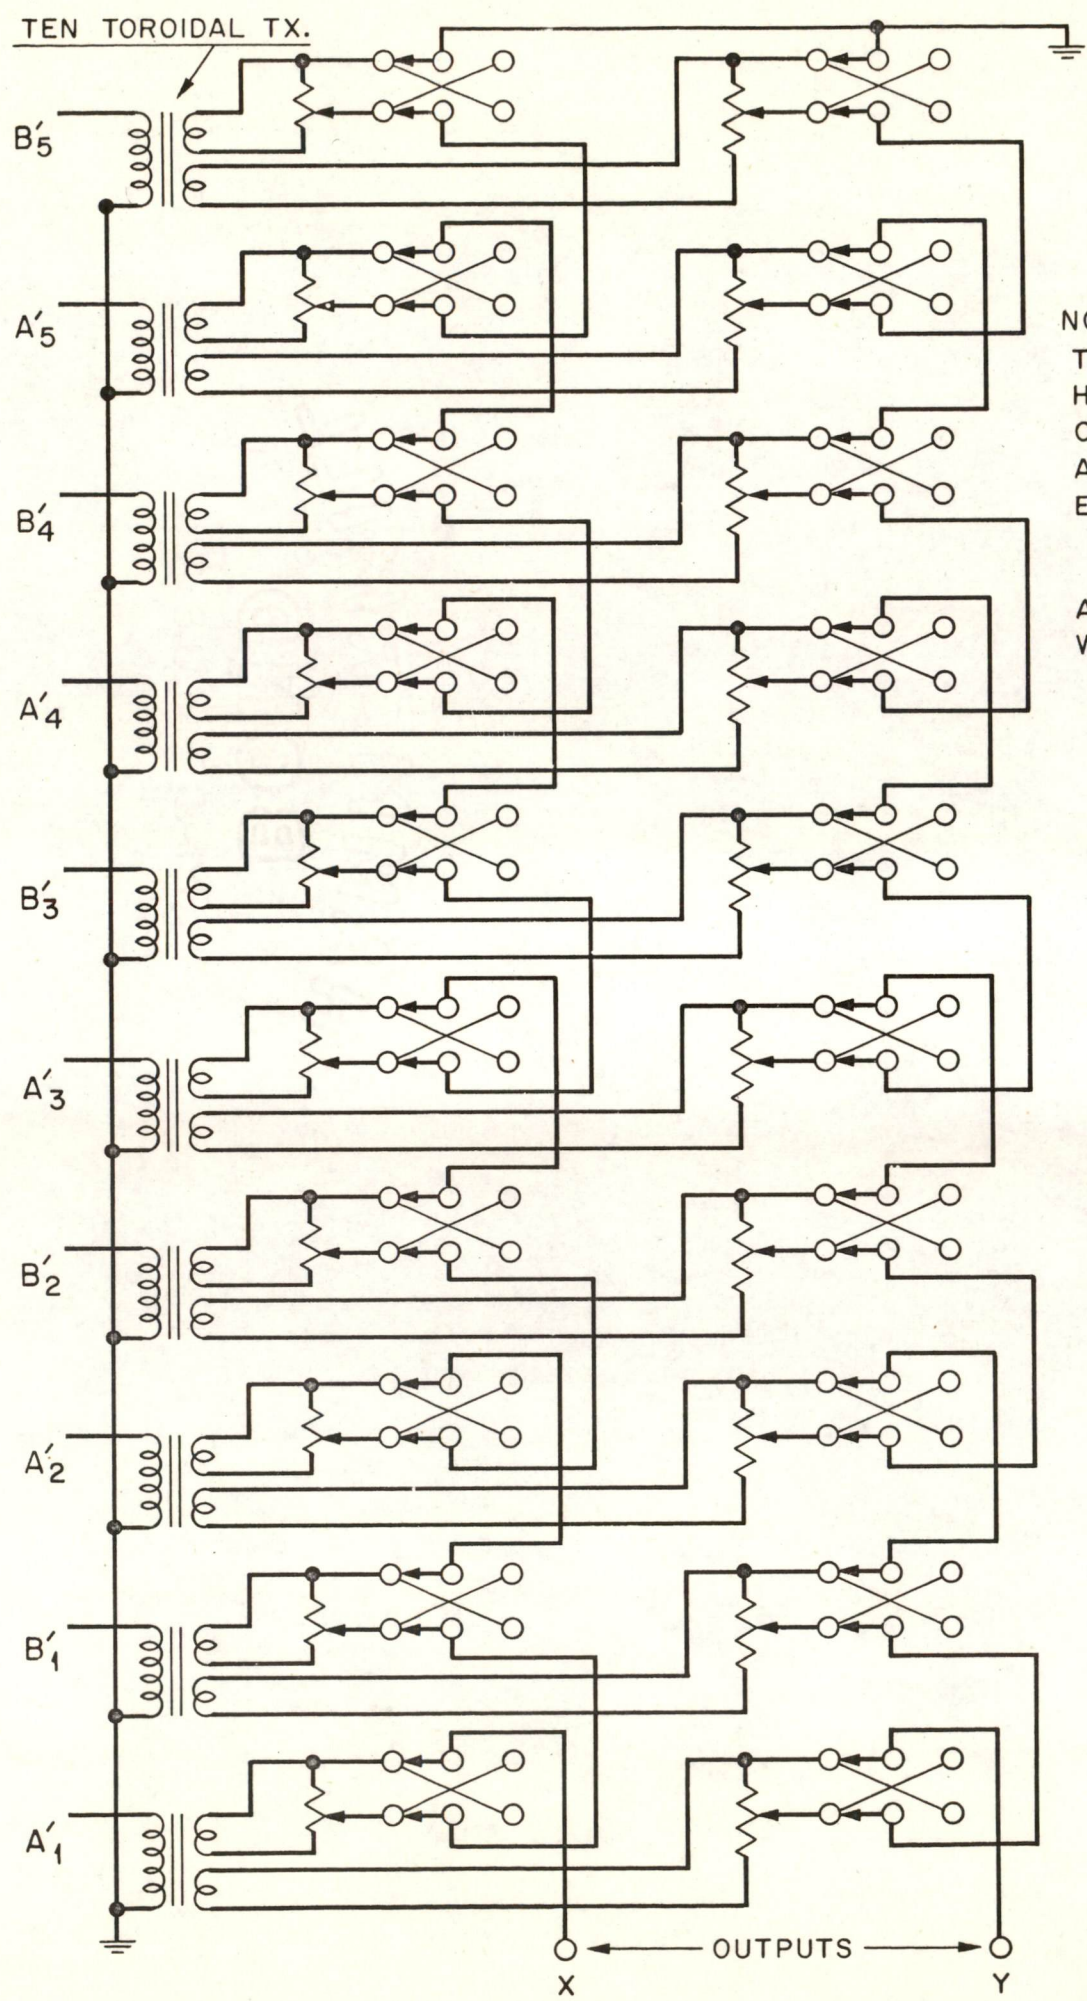 TEN TOROIDAL TX.
B′5
A′5
B′4
A′4
B′3
A′3
B′2
A′2
B′1
A′1
OUTPUTS
X
Y